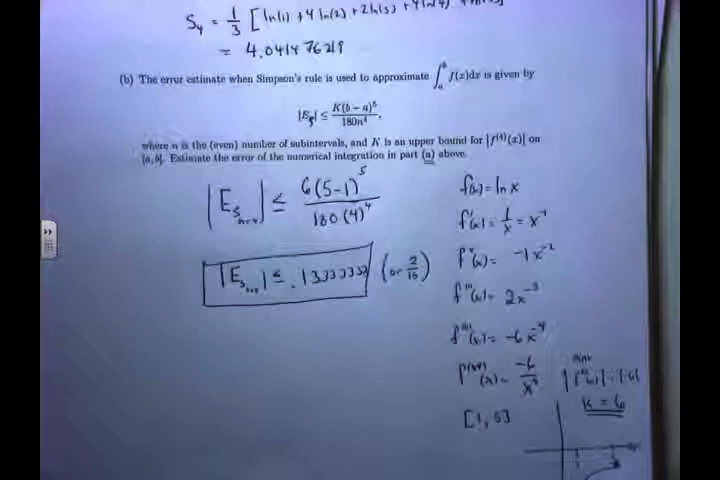 S₄ = 1/3 [ln(1) + 4 ln(2) + 2 ln(3) + 4 ln(4) +
= 4.041476219
(b) The error estimate when Simpson's rule is used to approximate ∫ₐᵇ f(x)dx is given by
|E_S| ≤ K(b − a)⁵ / 180n⁴,
where n is the (even) number of subintervals, and K is an upper bound for |f⁽⁴⁾(x)| on
[a, b]. Estimate the error of the numerical integration in part (a) above.
|E_S n=4| ≤ 6(5-1)⁵ / 180(4)⁴
f(x) = ln x
f'(x) = 1/x = x⁻¹
|E_S n=4| ≤ .13333333 (or 2/15)
f''(x) = -1x⁻²
f'''(x) = 2x⁻³
f''''(x) = -6x⁻⁴
f''''(x) = -6/x⁴
max |f''''(x)| = |-6|
K = 6
[1, 5]